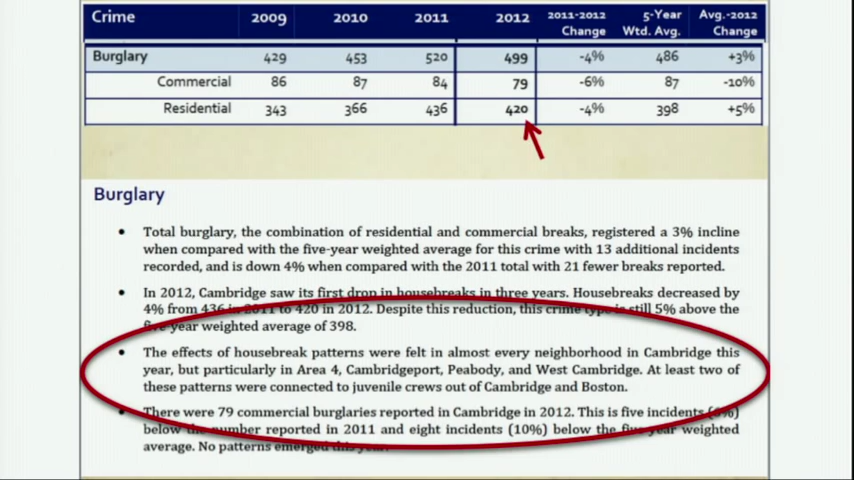 Crime 2009 2010 2011 2012 2011-2012 Change 5-Year Wtd. Avg. Avg.-2012 Change
Burglary 429 453 520 499 -4% 486 +3%
Commercial 86 87 84 79 -6% 87 -10%
Residential 343 366 436 420 -4% 398 +5%
Burglary
• Total burglary, the combination of residential and commercial breaks, registered a 3% incline
when compared with the five-year weighted average for this crime with 13 additional incidents
recorded, and is down 4% when compared with the 2011 total with 21 fewer breaks reported.
• In 2012, Cambridge saw its first drop in housebreaks in three years. Housebreaks decreased by
4% from 436 in 2011 to 420 in 2012. Despite this reduction, this crime type is still 5% above the
five-year weighted average of 398.
• The effects of housebreak patterns were felt in almost every neighborhood in Cambridge this
year, but particularly in Area 4, Cambridgeport, Peabody, and West Cambridge. At least two of
these patterns were connected to juvenile crews out of Cambridge and Boston.
• There were 79 commercial burglaries reported in Cambridge in 2012. This is five incidents (6%)
below the number reported in 2011 and eight incidents (10%) below the five-year weighted
average. No patterns emerged this year.